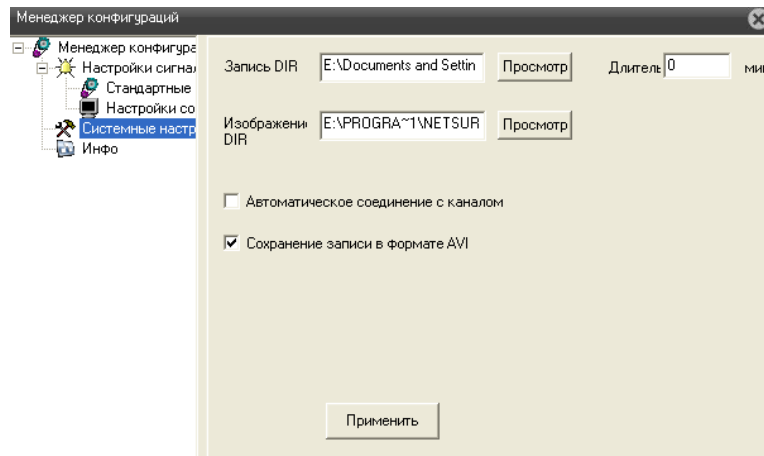 Менеджер конфигураций
Менеджер конфигура
Настройки сигнал
Стандартные
Настройки со
Системные настр
Инфо
Запись DIR E:\Documents and Settin Просмотр Длитель 0 ми
Изображени DIR E:\PROGRA~1\NETSUR Просмотр
Автоматическое соединение с каналом
Сохранение записи в формате AVI
Применить